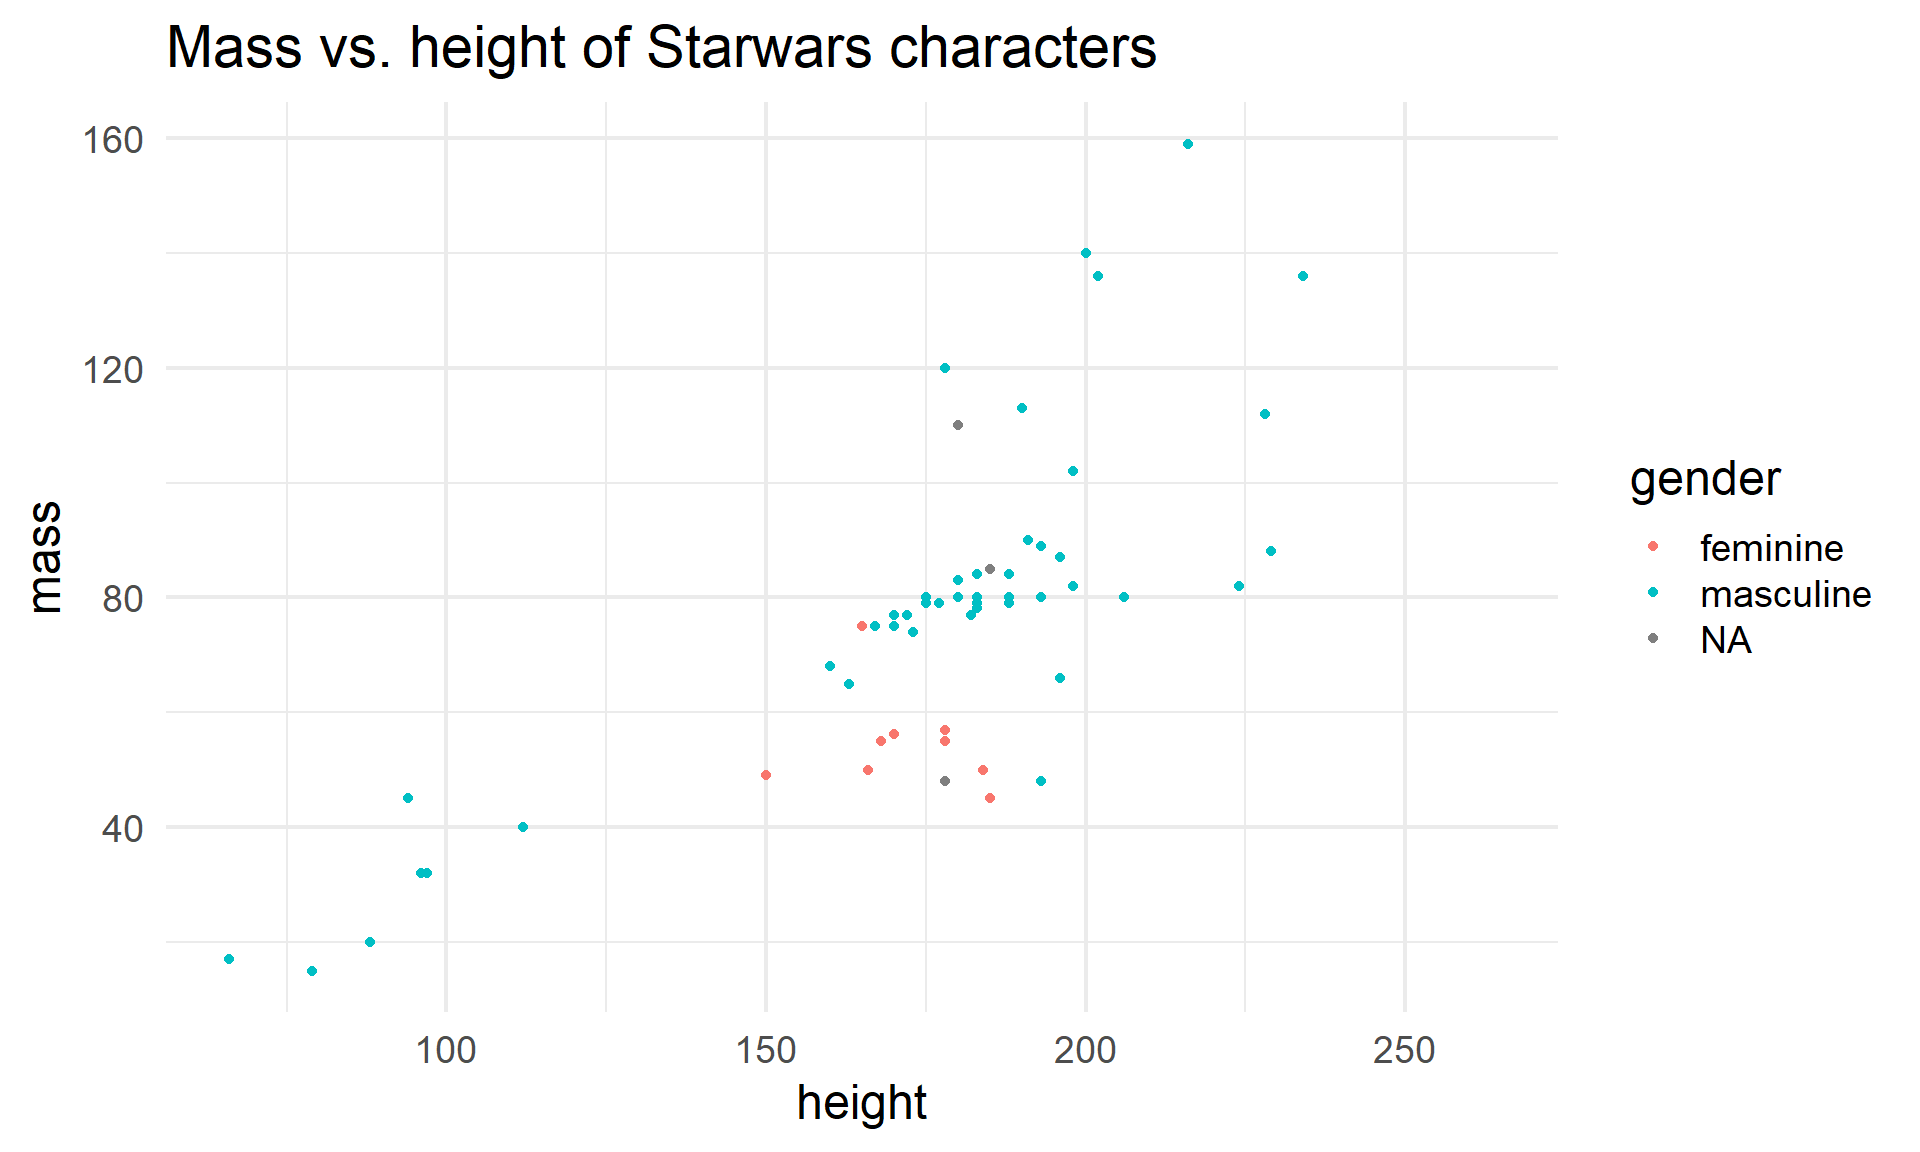 Mass vs. height of Starwars characters
160
120
80
40
mass
100 150 200 250
height
gender
feminine
masculine
NA